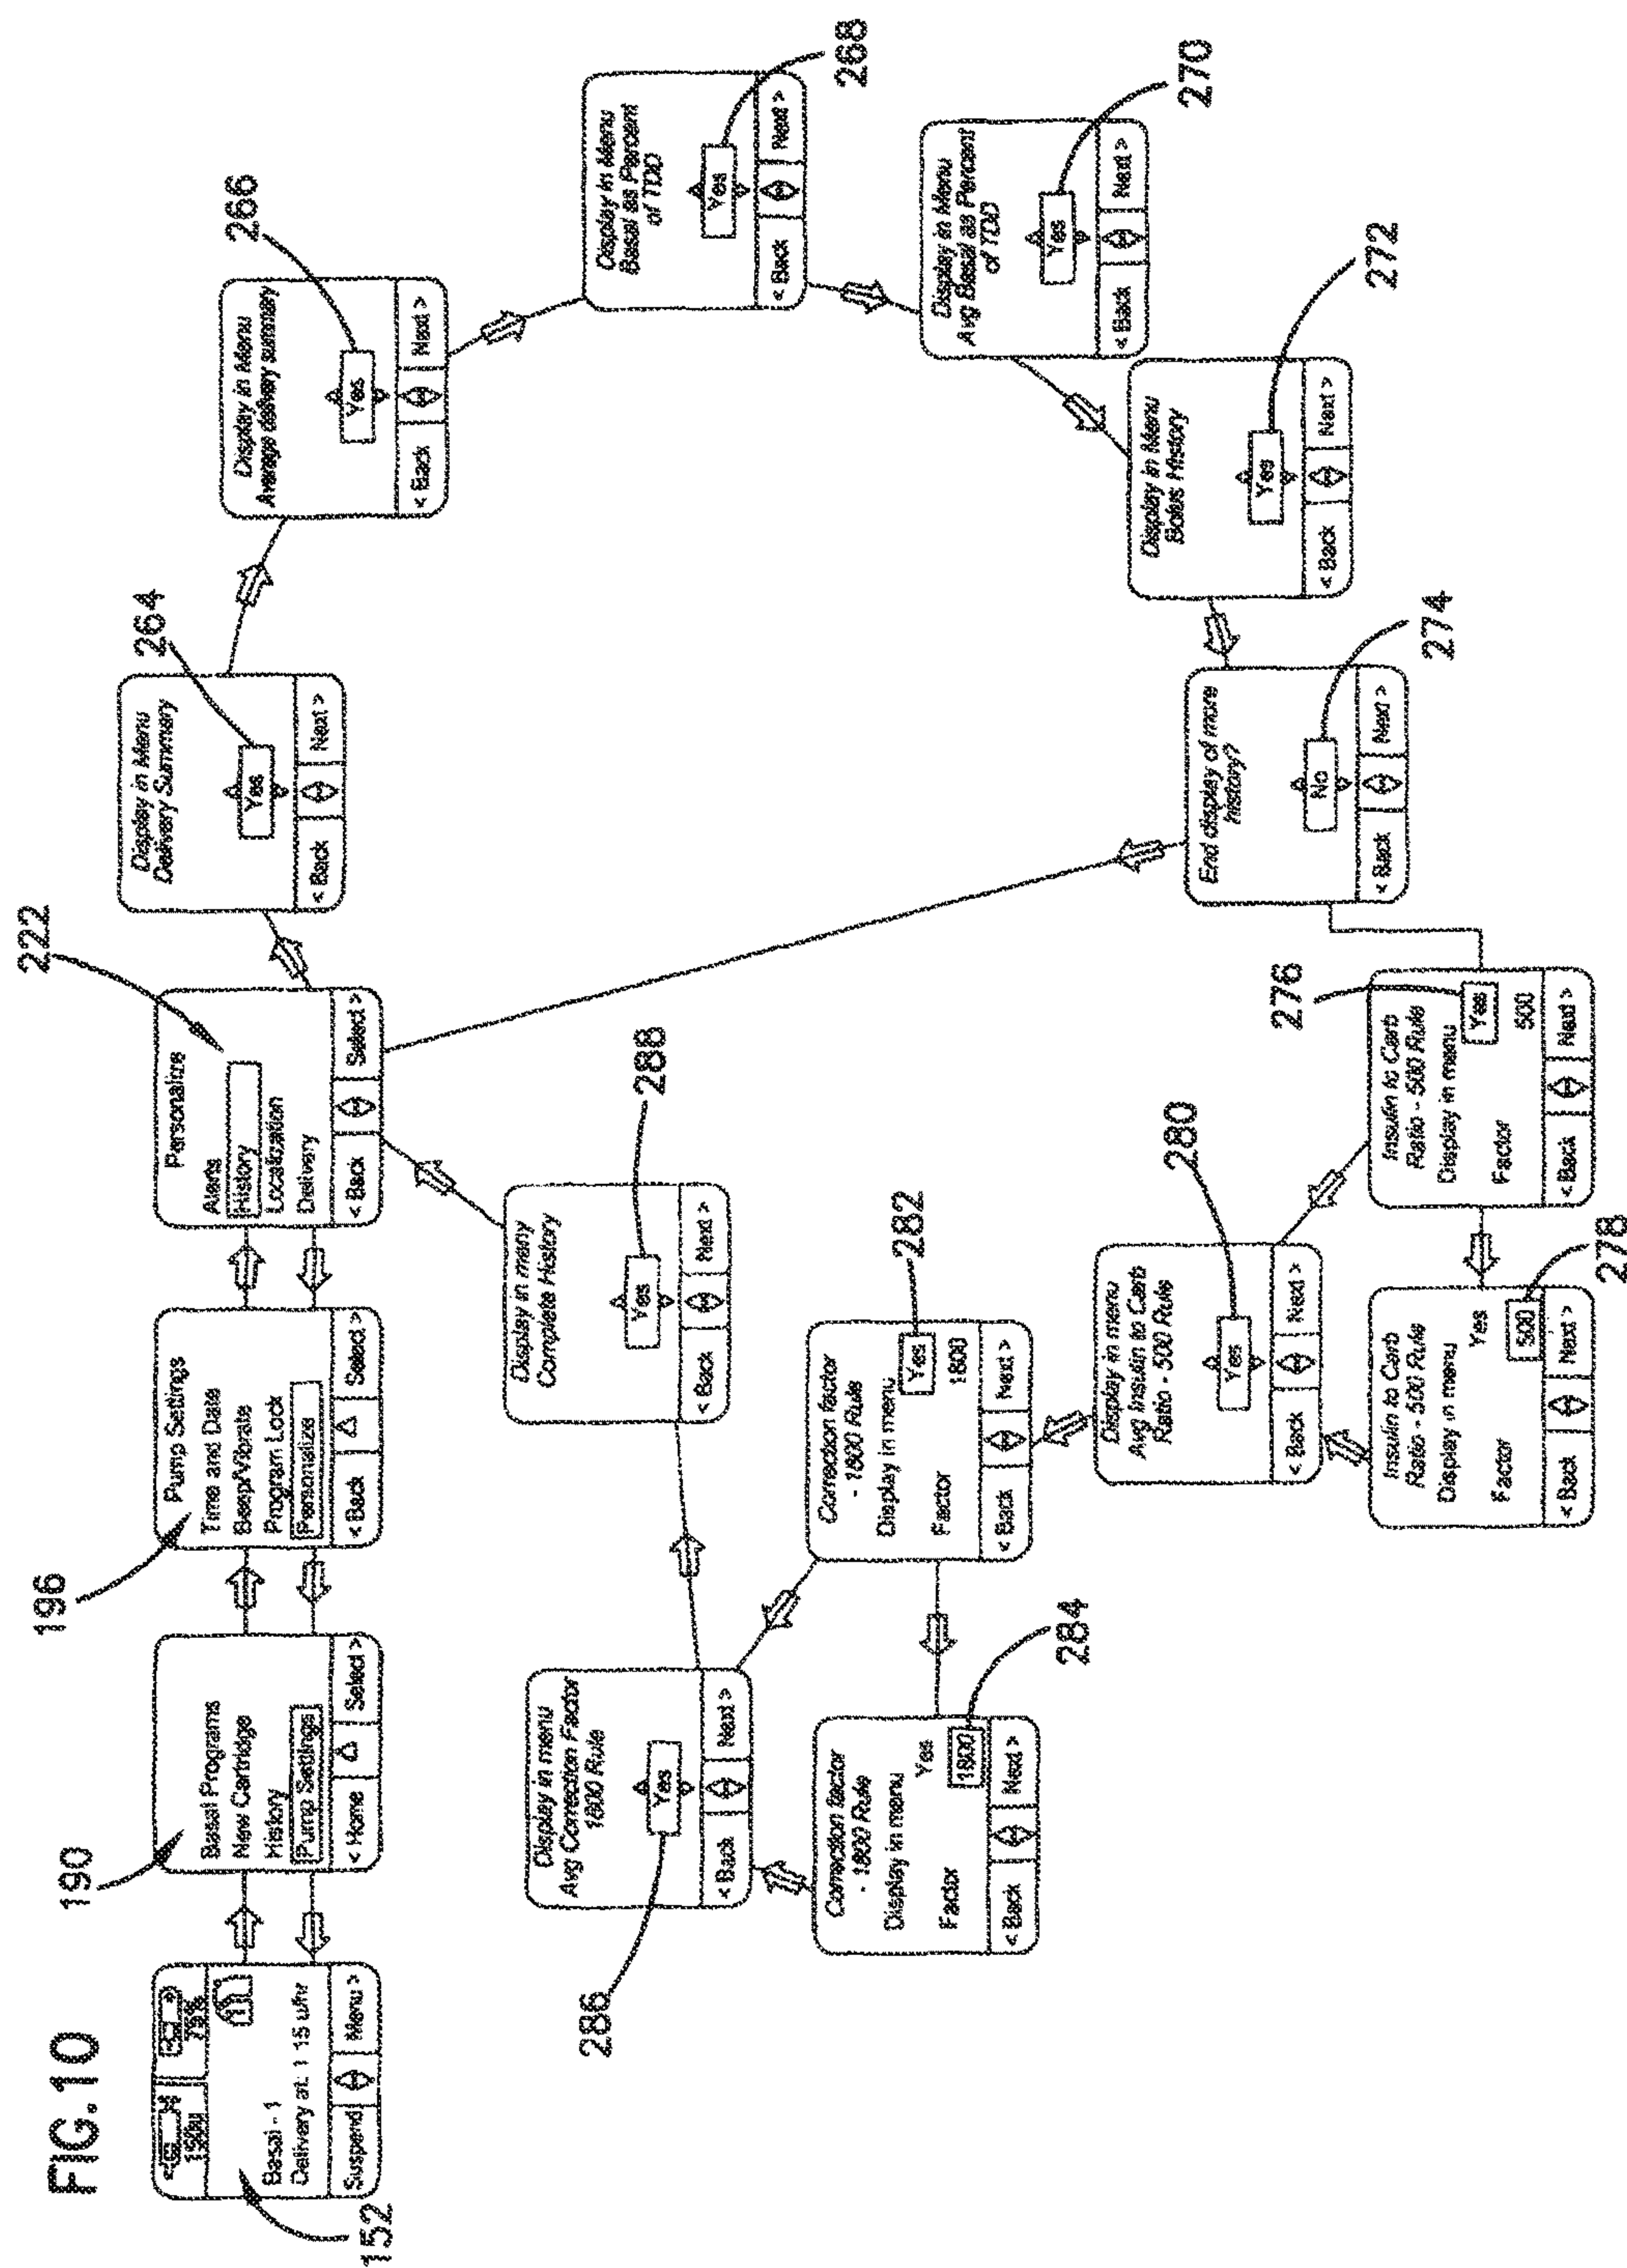 FIG.10
152
190u
75%
Basal - 1
Delivery at: 1 15 u/hr
Suspend
Menu >
190
Basal Programs
New Cartridge
History
Pump Settings
< Home
Select >
196
Pump Settings
Time and Date
Beep/Vibrate
Program Lock
Personalize
< Back
Select >
222
Personalize
Alerts
History
Localization
Delivery
< Back
Select >
264
Display in Menu
Delivery Summary
Yes
< Back
Next >
266
Display in Menu
Average delivery summary
Yes
< Back
Next >
268
Display in Menu
Basal as Percent
of TDD
Yes
< Back
Next >
270
Display in Menu
Avg Basal as Percent
of TDD
Yes
< Back
Next >
272
Display in Menu
Bolus History
Yes
< Back
Next >
274
End display of more
history?
No
< Back
Next >
276
Insulin to Carb
Ratio - 500 Rule
Display in menu
Yes
Factor
500
< Back
Next >
278
Insulin to Carb
Ratio - 500 Rule
Display in menu
Yes
Factor
500
< Back
Next >
280
Display in menu
Avg Insulin to Carb
Ratio - 500 Rule
Yes
< Back
Next >
282
Correction factor
- 1800 Rule
Display in menu
Yes
Factor
1800
< Back
Next >
284
Correction factor
- 1800 Rule
Display in menu
Yes
Factor
1800
< Back
Next >
286
Display in menu
Avg Correction Factor
1800 Rule
Yes
< Back
Next >
288
Display in many
Complete History
Yes
< Back
Next >